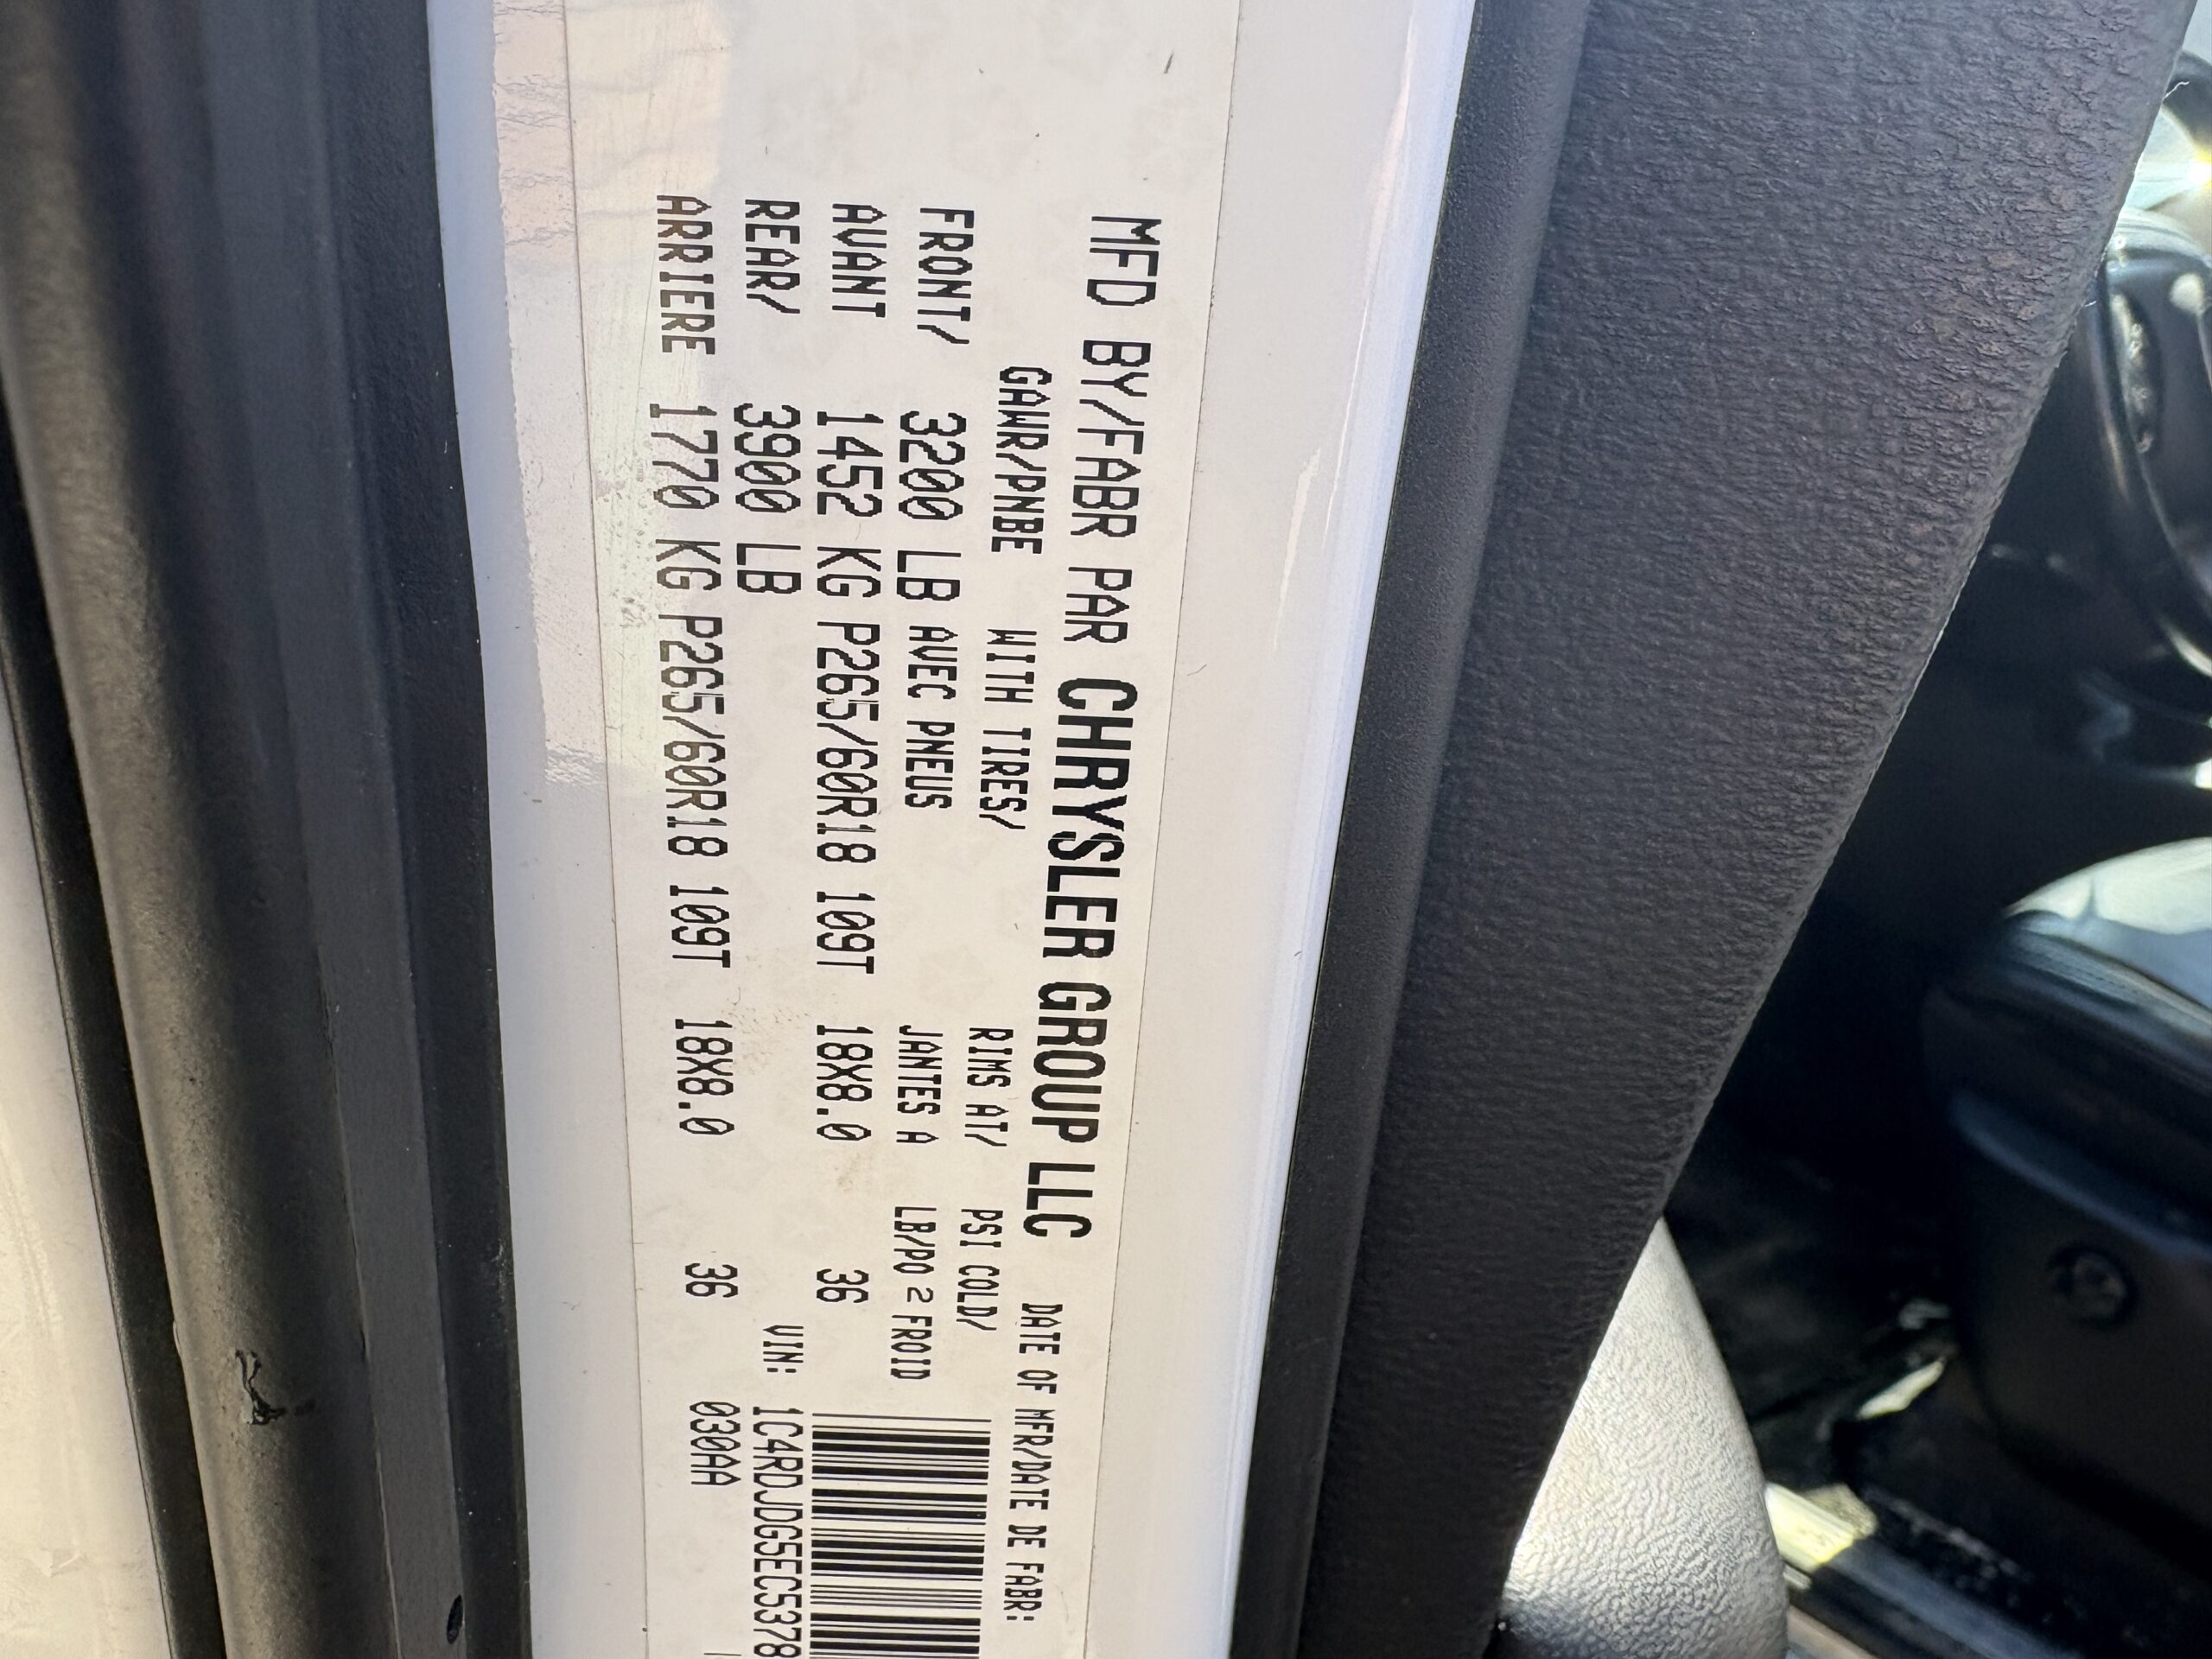 MFD BY/FABR PAR CHRYSLER GROUP LLC DATE OF MFR/DATE DE FABR:
GAWR/PNBE WITH TIRES/ RIMS AT/ PSI COLD/
FRONT/ 3200 LB AVEC PNEUS JANTES A LB/PO 2 FROID
AVANT 1452 KG P265/60R18 109T 18X8.0 36
REAR/ 3900 LB VIN: 1C4RDJDG5EC5378
ARRIERE 1770 KG P265/60R18 109T 18X8.0 36 030AA